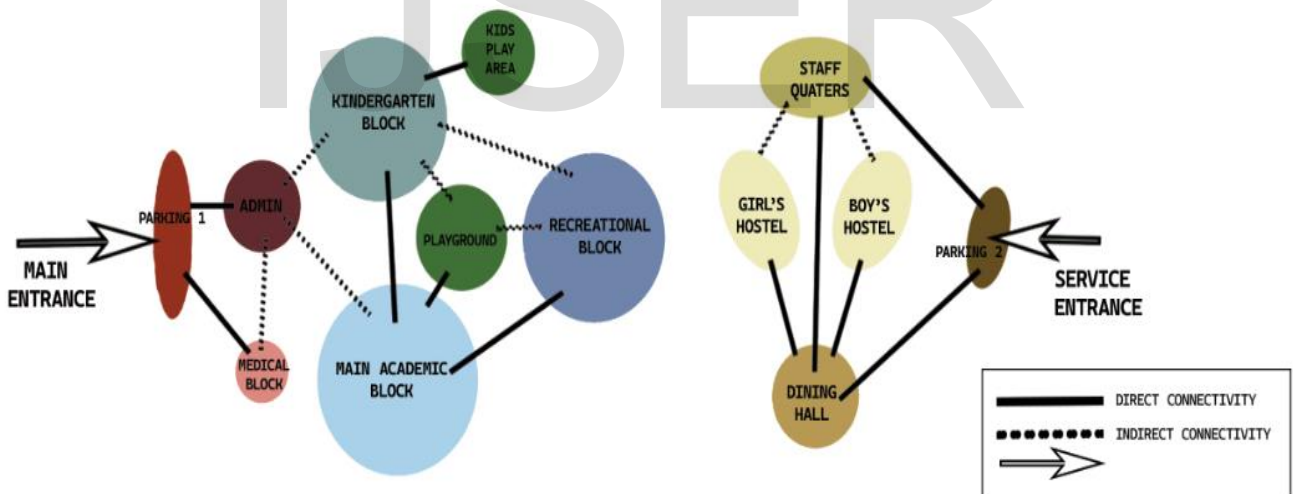 IJSER
KIDS
PLAY
AREA
KINDERGARTEN
BLOCK
STAFF
QUATERS
PARKING 1
ADMIN
PLAYGROUND
RECREATIONAL
BLOCK
GIRL'S
HOSTEL
BOY'S
HOSTEL
PARKING 2
MAIN
ENTRANCE
SERVICE
ENTRANCE
MEDICAL
BLOCK
MAIN ACADEMIC
BLOCK
DINING
HALL
DIRECT CONNECTIVITY
INDIRECT CONNECTIVITY